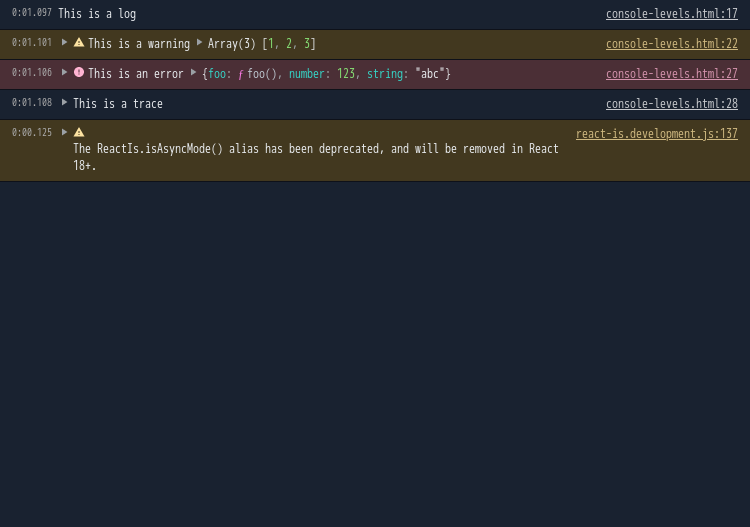 0:01.097 This is a log console-levels.html:17
0:01.101 This is a warning Array(3) [1, 2, 3] console-levels.html:22
0:01.106 This is an error {foo: ƒ foo(), number: 123, string: "abc"} console-levels.html:27
0:01.108 This is a trace console-levels.html:28
0:00.125 react-is.development.js:137
The ReactIs.isAsyncMode() alias has been deprecated, and will be removed in React
18+.